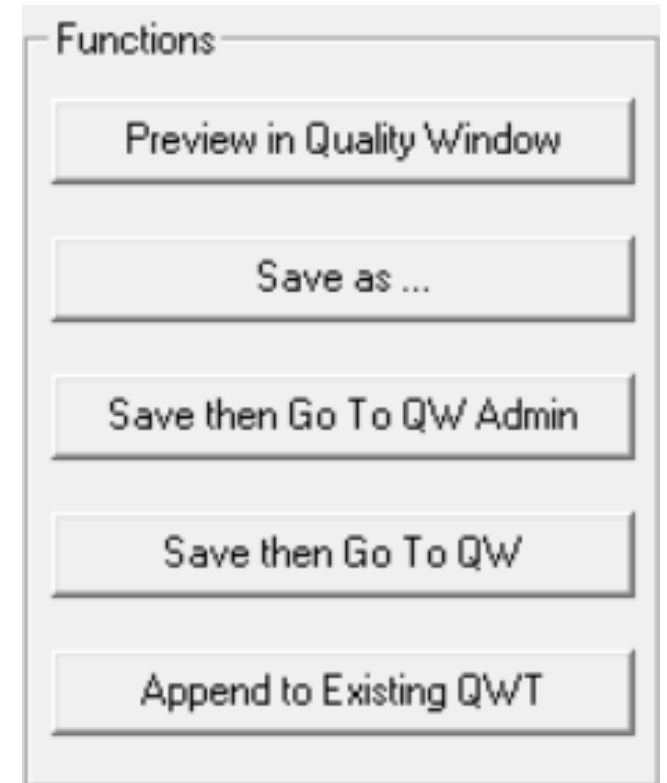 Functions
Preview in Quality Window
Save as ...
Save then Go To QW Admin
Save then Go To QW
Append to Existing QWT